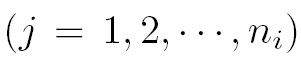 (j = 1, 2, ⋯, n_i)